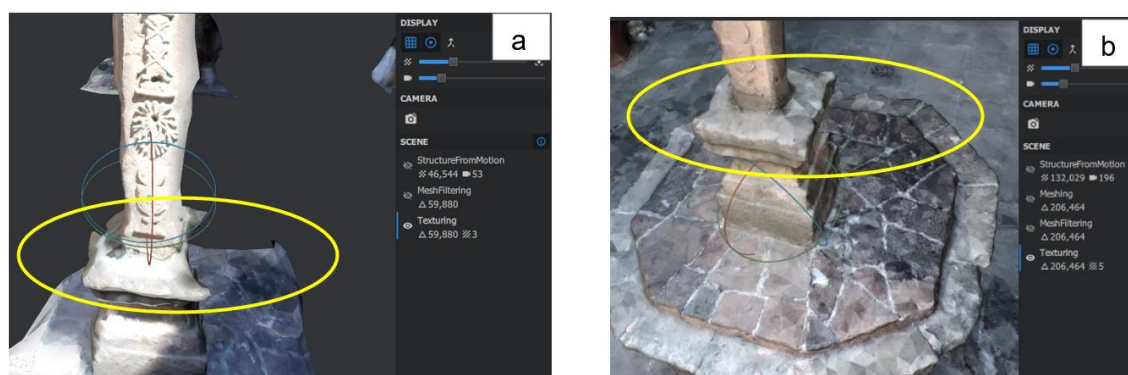 DISPLAY
a
CAMERA
SCENE
StructureFromMotion
46,544 53
MeshFiltering
59,880
Texturing
59,880 3
DISPLAY
b
CAMERA
SCENE
StructureFromMotion
132,029 196
Meshing
206,464
MeshFiltering
206,464
Texturing
206,464 5